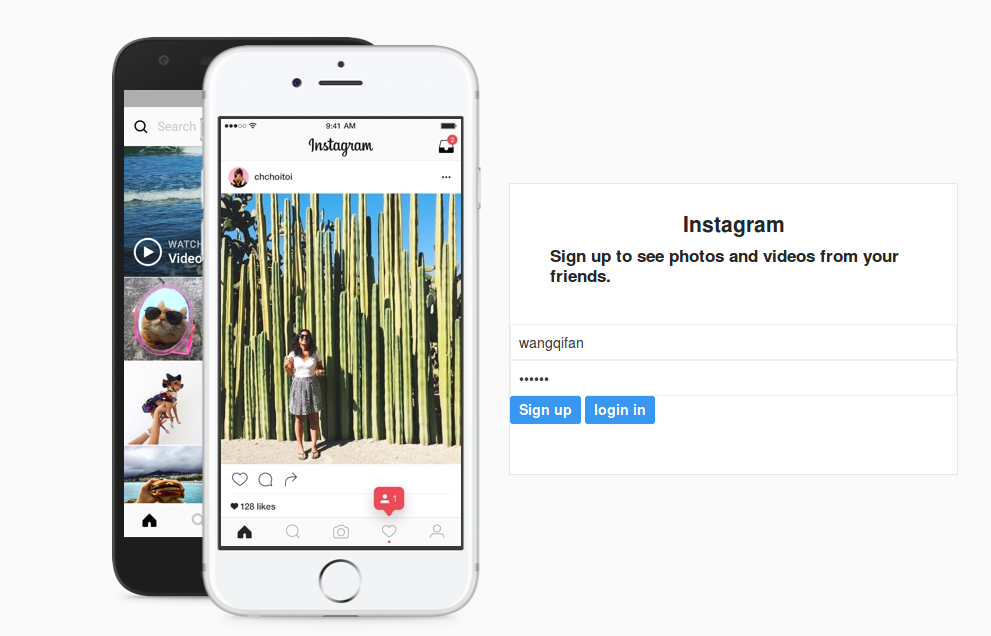 Search
WATCH
Video
9:41 AM
Instagram
2
chchoitoi
1
128 likes
Instagram
Sign up to see photos and videos from your
friends.
wangqifan
••••••
Sign up
login in